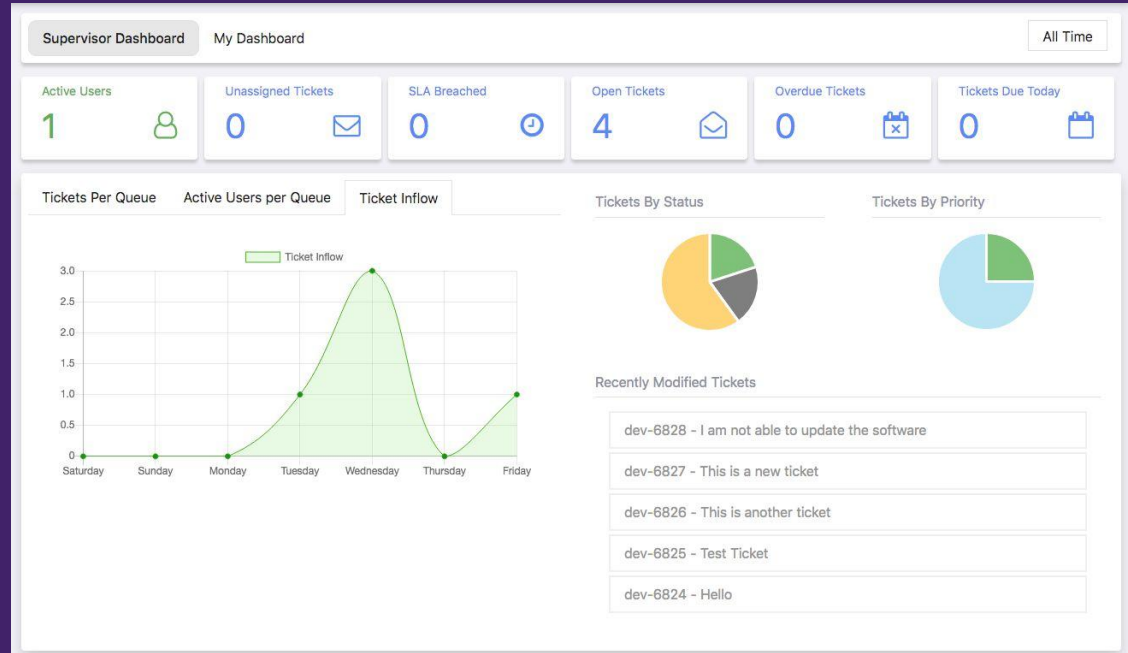 Supervisor Dashboard My Dashboard All Time
Active Users Unassigned Tickets SLA Breached Open Tickets Overdue Tickets Tickets Due Today
1 0 0 4 0 0
Tickets Per Queue Active Users per Queue Ticket Inflow
Ticket Inflow
3.0
2.5
2.0
1.5
1.0
0.5
0
Saturday Sunday Monday Tuesday Wednesday Thursday Friday
Tickets By Status Tickets By Priority
Recently Modified Tickets
dev-6828 - I am not able to update the software
dev-6827 - This is a new ticket
dev-6826 - This is another ticket
dev-6825 - Test Ticket
dev-6824 - Hello